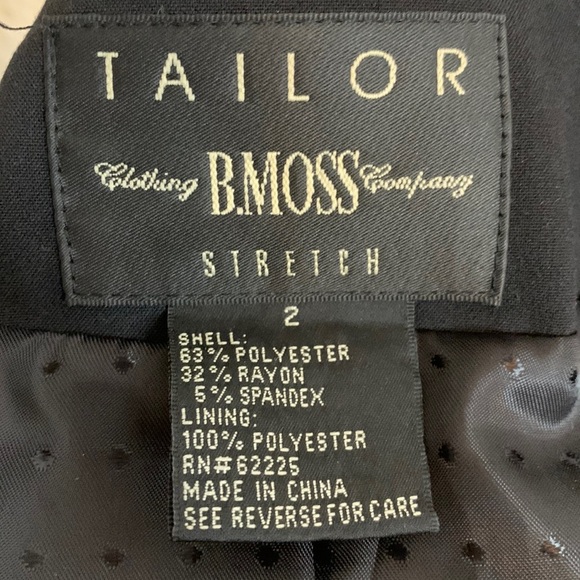 TAILOR
Clothing B.MOSS Company
STRETCH
2
SHELL:
63% POLYESTER
32% RAYON
5% SPANDEX
LINING:
100% POLYESTER
RN#62225
MADE IN CHINA
SEE REVERSE FOR CARE